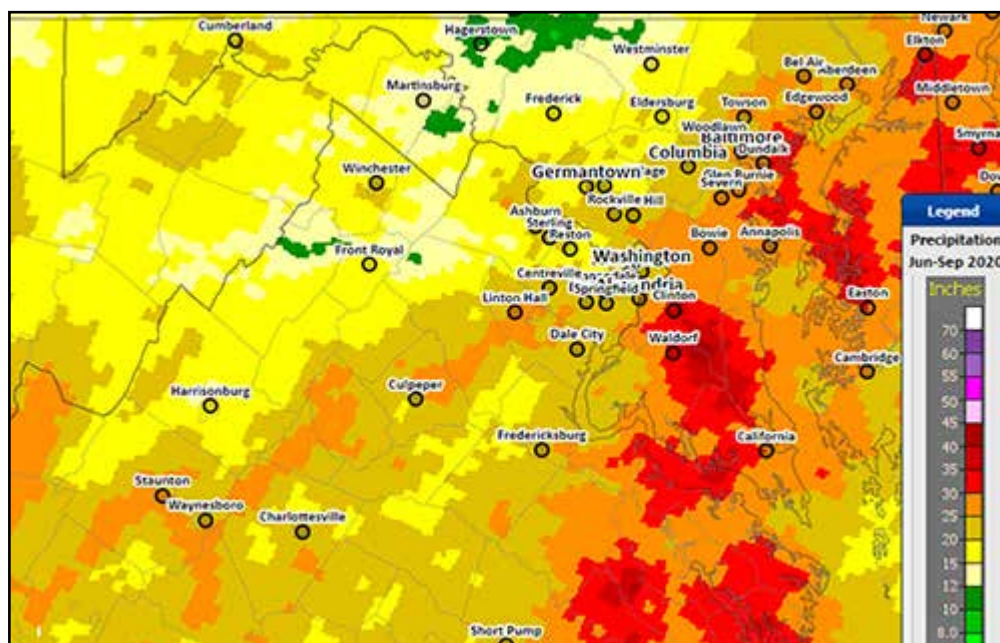 Newark
Cumberland
Hagerstown
Elkton
Westminster
Bel Air
Aberdeen
Martinsburg
Middletown
Frederick
Eldersburg
Towson
Edgewood
Woodlawn
Baltimore
Smyrna
Dundalk
Columbia
Winchester
Germantown
Glen Burnie
Severn
Rockville Hill
Ashburn
Sterling
Reston
Bowie
Annapolis
Front Royal
Washington
Centreville
Springfield
Linton Hall
Clinton
Easton
Dale City
Waldorf
Cambridge
Culpeper
Harrisonburg
Fredericksburg
California
Staunton
Waynesboro
Charlottesville
Short Pump
Legend
Precipitation
Jun-Sep 2020
Inches
70
60
55
50
45
40
35
30
25
20
15
12
10
8.0